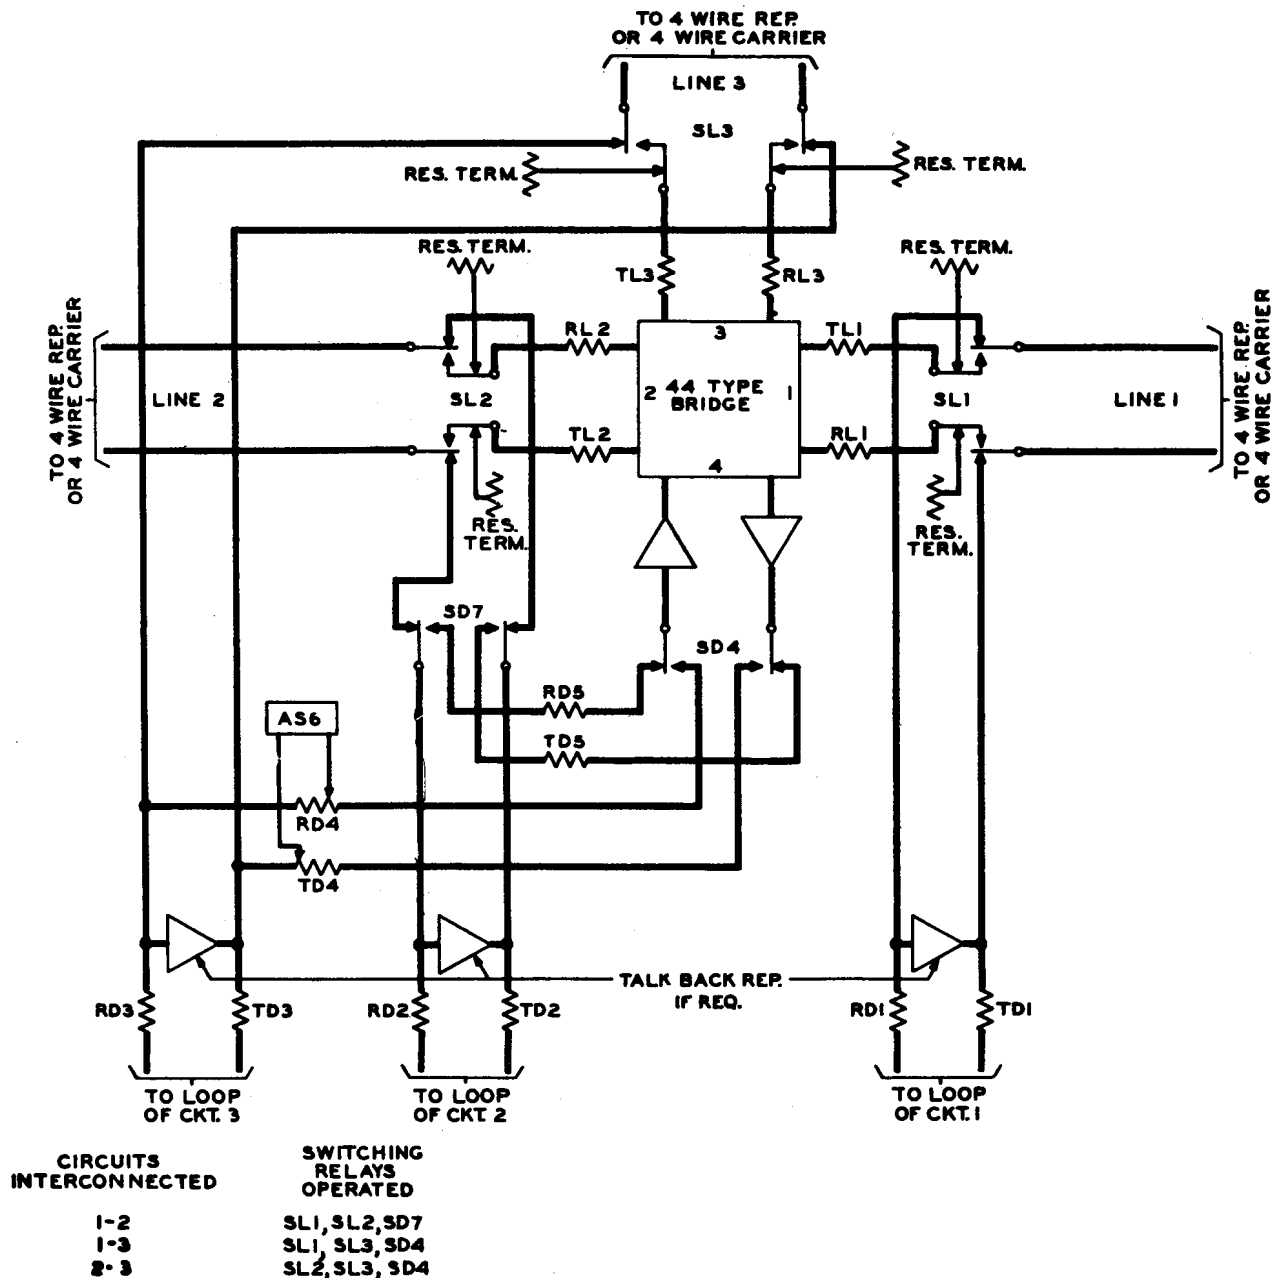 TO 4 WIRE REP.
OR 4 WIRE CARRIER
LINE 3
SL3
RES. TERM.
RES. TERM.
RES. TERM.
RES. TERM.
TL3
RL3
TO 4 WIRE REP.
OR 4 WIRE CARRIER
LINE 2
RL2
SL2
TL2
3
2
44 TYPE
BRIDGE
1
4
TL1
SL1
RL1
LINE 1
TO 4 WIRE REP.
OR 4 WIRE CARRIER
RES.
TERM.
RES.
TERM.
SD7
SD4
RD5
TD5
AS6
RD4
TD4
TALK BACK REP.
IF REQ.
RD3
TD3
RD2
TD2
RD1
TD1
TO LOOP
OF CKT. 3
TO LOOP
OF CKT. 2
TO LOOP
OF CKT. 1
CIRCUITS
INTERCONNECTED
SWITCHING
RELAYS
OPERATED
1-2 SL1, SL2, SD7
1-3 SL1, SL3, SD4
2-3 SL2, SL3, SD4